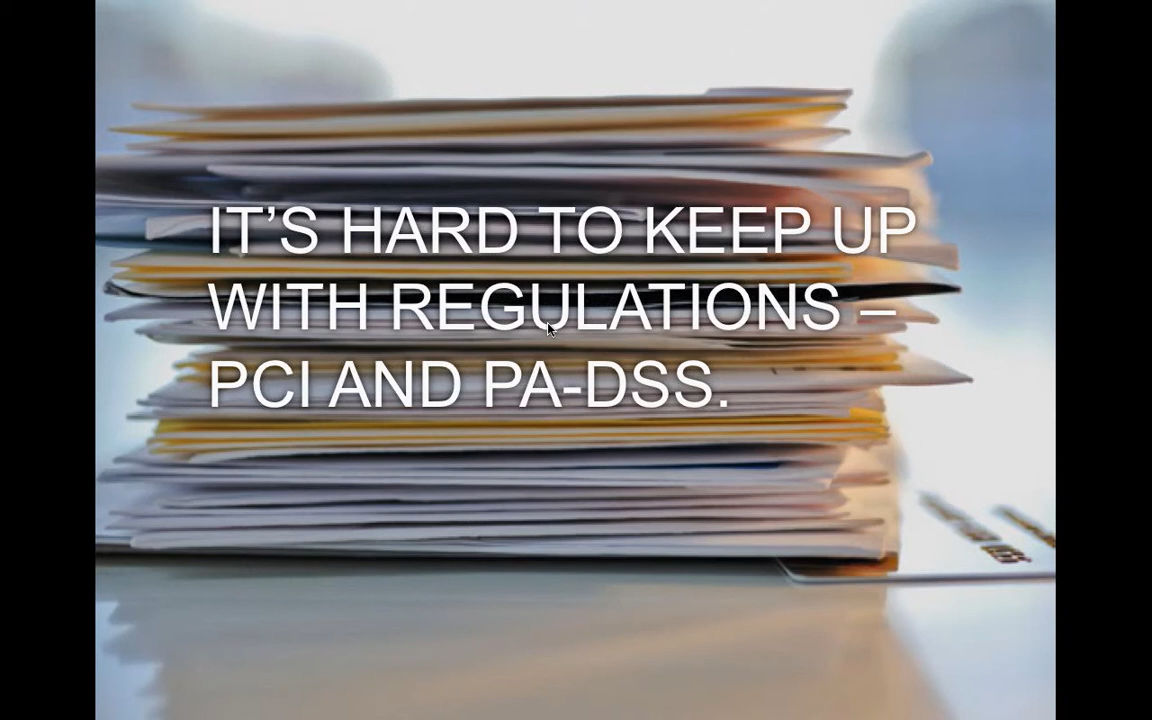 IT’S HARD TO KEEP UP
WITH REGULATIONS –
PCI AND PA-DSS.